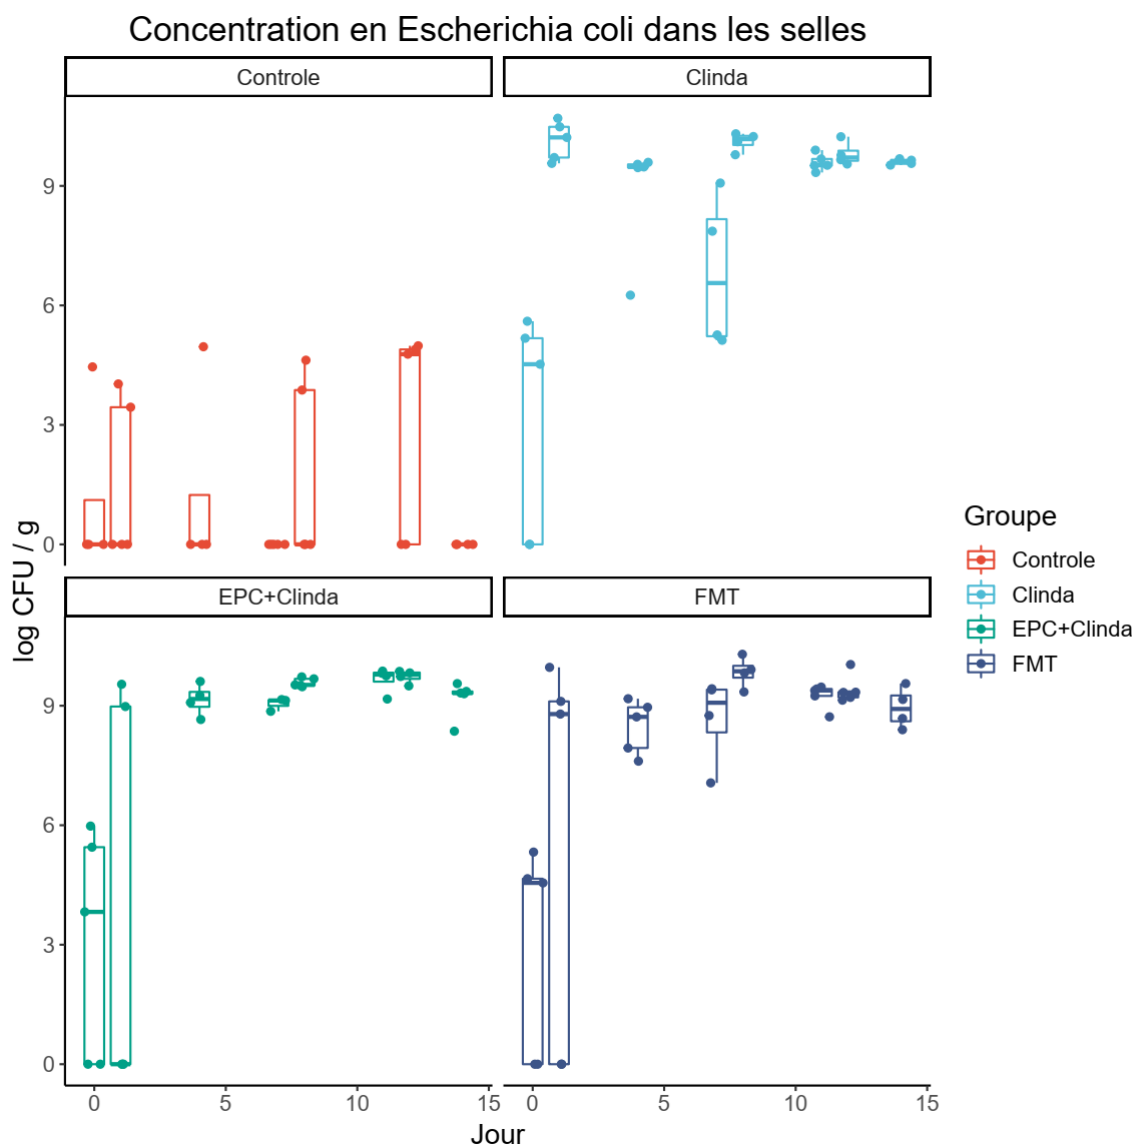 Concentration en Escherichia coli dans les selles
Controle
Clinda
9
6
3
0
EPC+Clinda
FMT
9
6
3
0
0
5
10
15
0
5
10
15
Jour
log CFU / g
Groupe
Controle
Clinda
EPC+Clinda
FMT